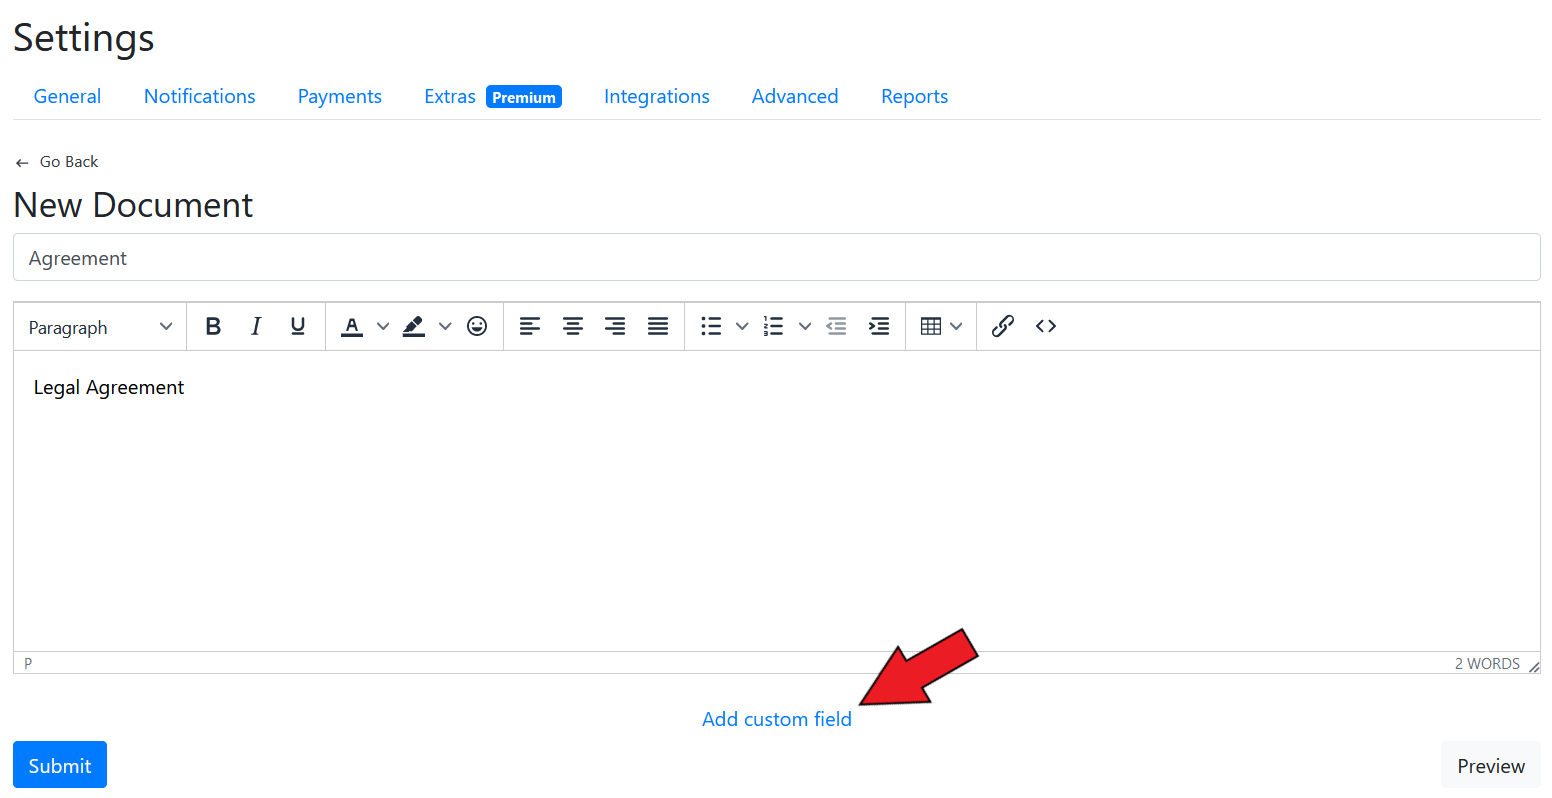 Settings
General Notifications Payments Extras Premium Integrations Advanced Reports
← Go Back
New Document
Agreement
Paragraph B I U A
Legal Agreement
P 2 WORDS
Add custom field
Submit Preview